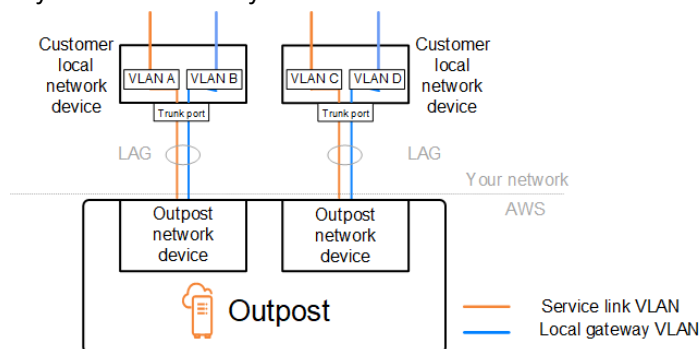 Customer
local
network
device
VLAN A
VLAN B
Trunk port
VLAN C
VLAN D
Trunk port
Customer
local
network
device
LAG
LAG
Your network
AWS
Outpost
network
device
Outpost
network
device
Outpost
Service link VLAN
Local gateway VLAN